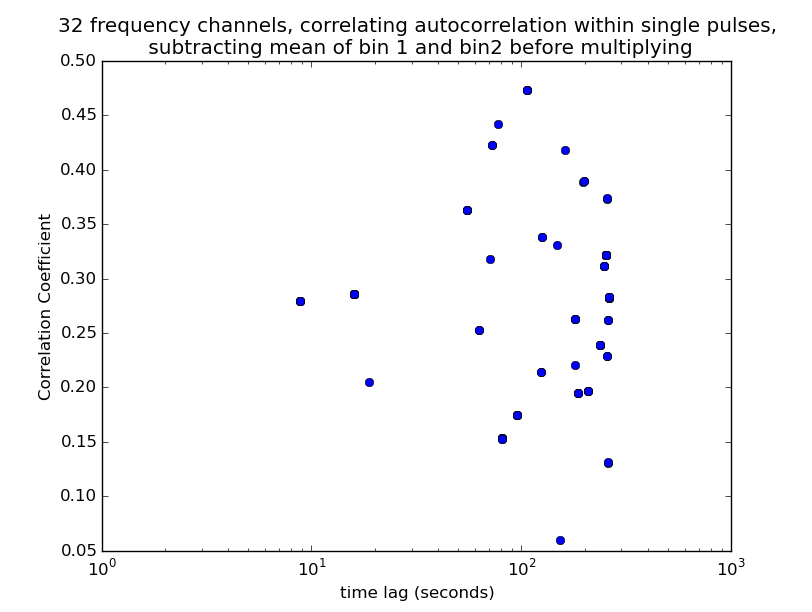 32 frequency channels, correlating autocorrelation within single pulses,
subtracting mean of bin 1 and bin2 before multiplying
0.50
0.45
0.40
0.35
0.30
0.25
0.20
0.15
0.10
0.05
Correlation Coefficient
10^0 10^1 10^2 10^3
time lag (seconds)